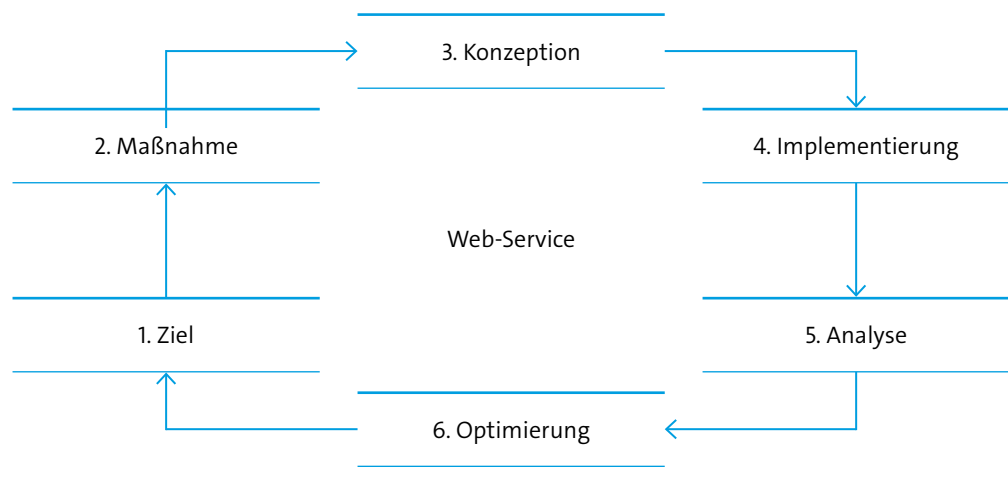 3. Konzeption
2. Maßnahme
4. Implementierung
Web-Service
1. Ziel
5. Analyse
6. Optimierung